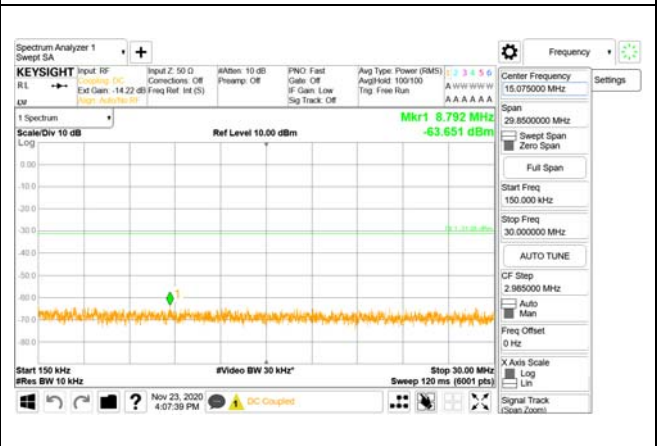 Spectrum Analyzer 1
Swept SA
+
Frequency
KEYSIGHT
RL
Input: RF
Coupling: DC
Ext Gain: -14.22 dB
Align: Auto/No RF
Input Z: 50 Ω
Corrections: Off
Freq Ref: Int (S)
#Atten: 10 dB
Preamp: Off
PNO: Fast
Gate: Off
IF Gain: Low
Sig Track: Off
Avg Type: Power (RMS)
Avg|Hold: 100/100
Trig: Free Run
1 2 3 4 5 6
A W W W W W
A A A A A A
Center Frequency
15.075000 MHz
Settings
1 Spectrum
Mkr1 8.792 MHz
Scale/Div 10 dB
Ref Level 10.00 dBm
-63.651 dBm
Log
0.00
-10.0
-20.0
-30.0
-40.0
-50.0
-60.0
-70.0
-80.0
1
Span
29.8500000 MHz
Swept Span
Zero Span
Full Span
Start Freq
150.000 kHz
Stop Freq
30.000000 MHz
AUTO TUNE
CF Step
2.985000 MHz
Auto
Man
Freq Offset
0 Hz
X Axis Scale
Log
Lin
Signal Track
(Span Zoom)
Start 150 kHz
#Video BW 30 kHz*
Stop 30.00 MHz
#Res BW 10 kHz
Sweep 120 ms (6001 pts)
?
Nov 23, 2020
4:07:39 PM
DC Coupled